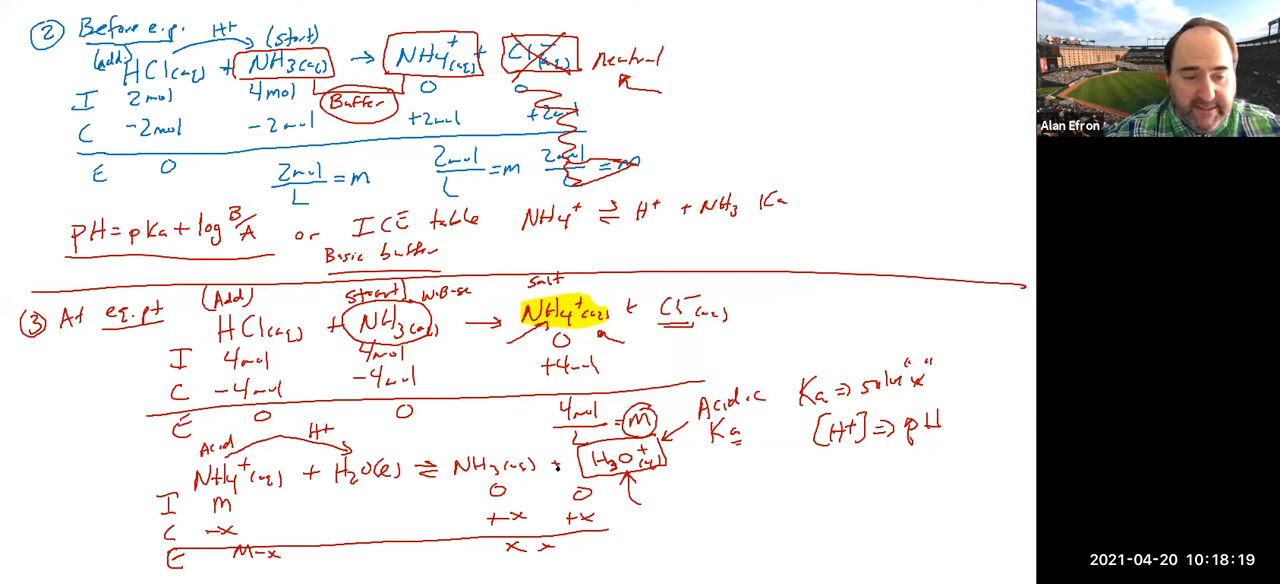 ② Before e.p.
H+
(add)
(start)
HCl(aq) + NH3(aq) → NH4+(aq) + Cl-(aq) neutral
I 2mol 4mol 0 0
Buffer
C -2mol -2mol +2mol +2mol
E 0 2mol/L = M 2mol/L = M 2mol/L = M
pH = pKa + log B/A or ICE table NH4+ ⇌ H+ + NH3 Ka
Basic buffer
③ At eq.pt
(Add) start W.Base salt
HCl(aq) + NH3(aq) → NH4+(aq) + Cl-(aq)
I 4mol 4mol 0
C -4mol -4mol +4mol
E 0 0 4mol/L = M
Acidic Ka
Ka ⇒ solve "x"
[H+] ⇒ pH
Acid H+
NH4+(aq) + H2O(l) ⇌ NH3(aq) + H3O+(aq)
I M 0 0
C -x +x +x
E M-x x x
Alan Efron
2021-04-20 10:18:19